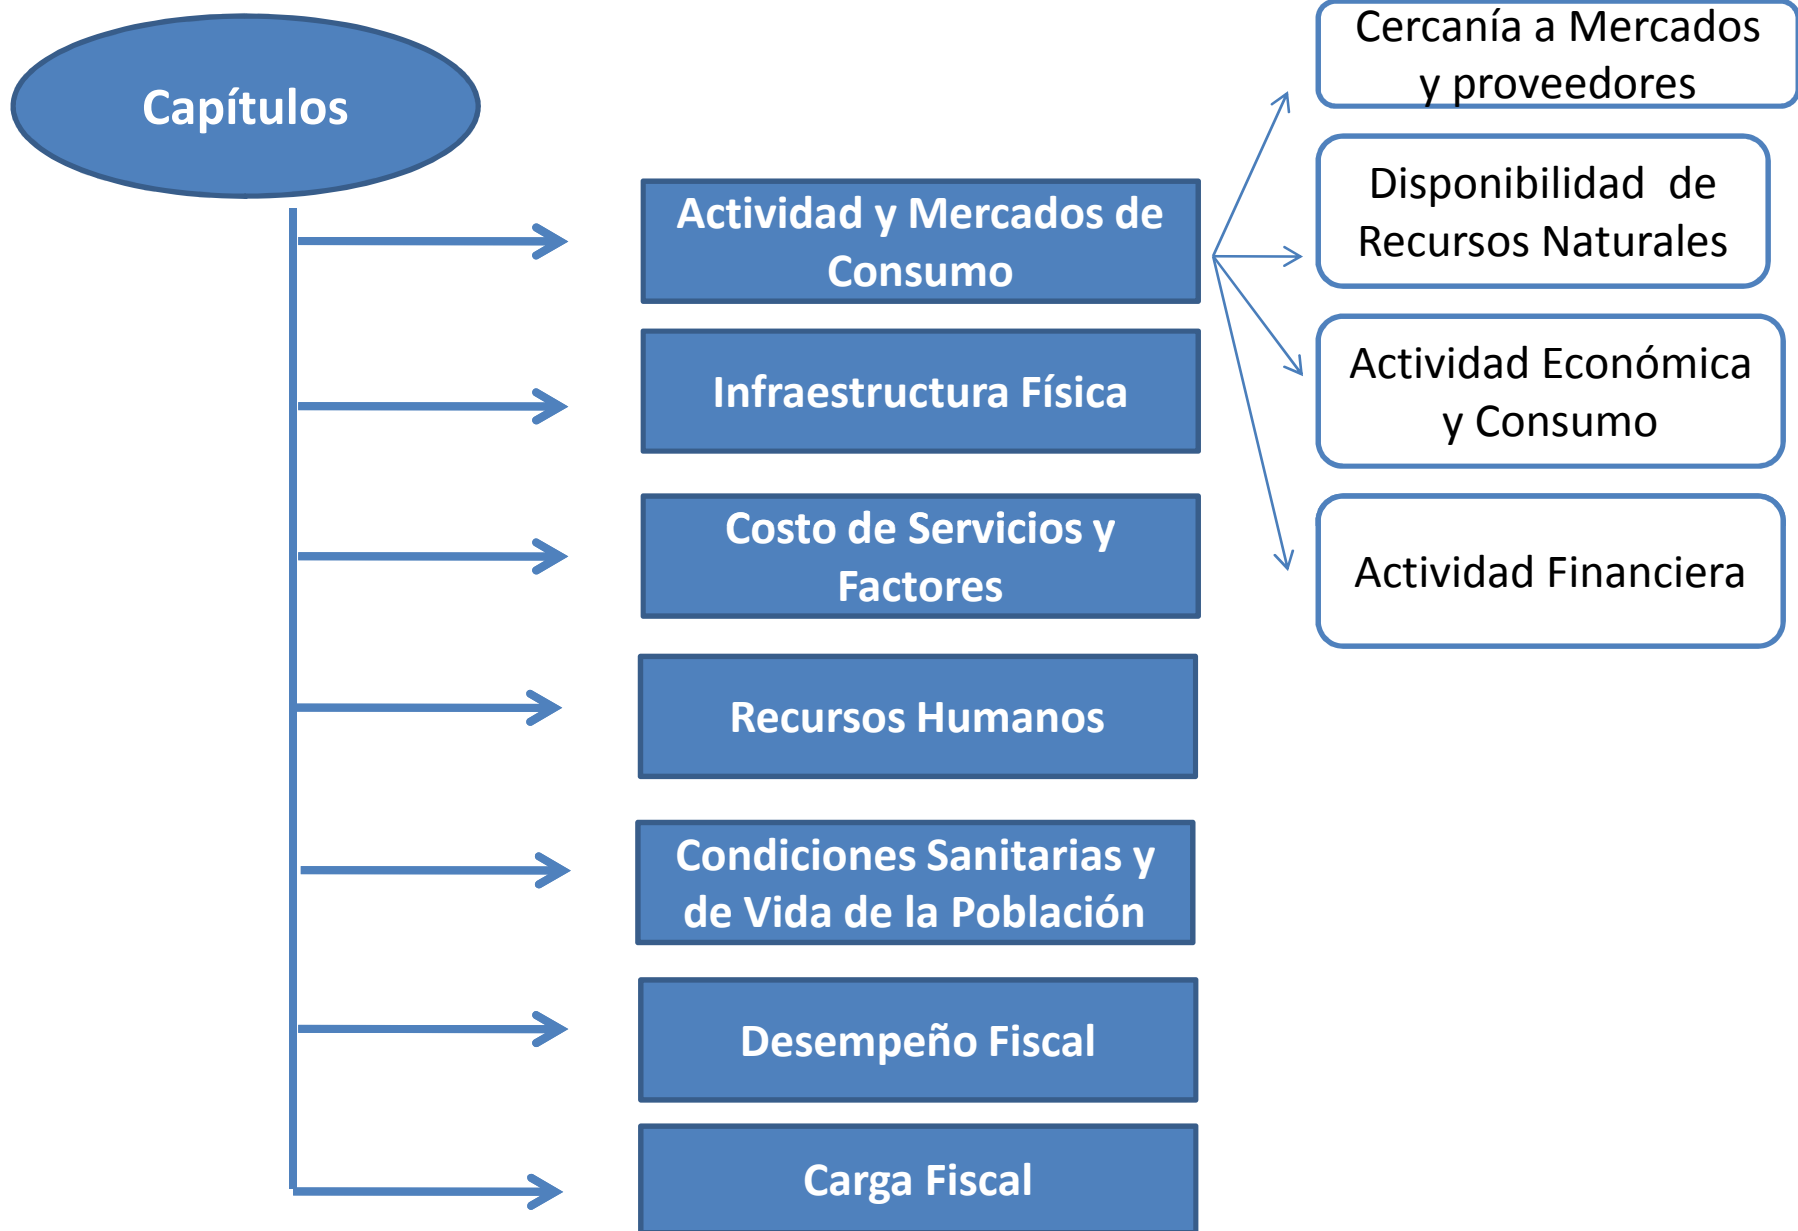 Capítulos
Actividad y Mercados de
Consumo
Infraestructura Física
Costo de Servicios y
Factores
Recursos Humanos
Condiciones Sanitarias y
de Vida de la Población
Desempeño Fiscal
Carga Fiscal
Cercanía a Mercados
y proveedores
Disponibilidad de
Recursos Naturales
Actividad Económica
y Consumo
Actividad Financiera